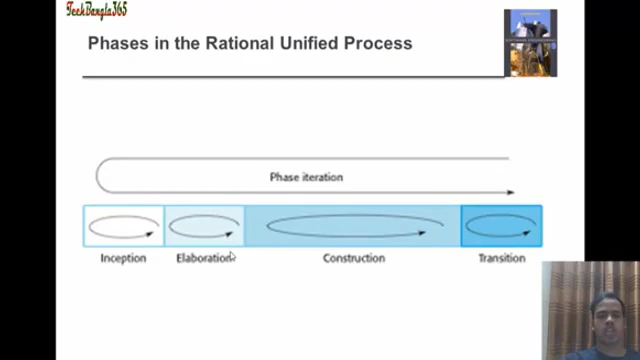 TechBangla365
Phases in the Rational Unified Process
Phase iteration
Inception
Elaboration
Construction
Transition